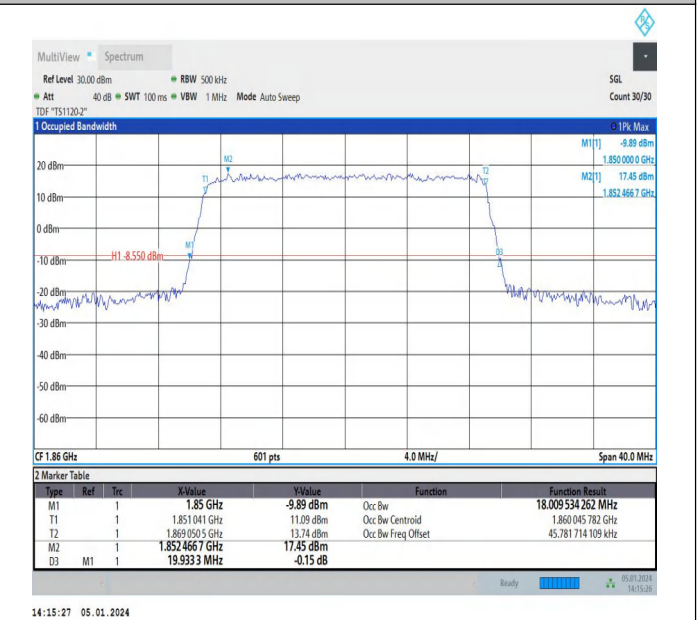 R&S
MultiView Spectrum
Ref Level 30.00 dBm RBW 500 kHz SGL
Att 40 dB SWT 100 ms VBW 1 MHz Mode Auto Sweep Count 30/30
TDF "TS1120-2"
1 Occupied Bandwidth 1Pk Max
M1[1] -9.89 dBm
1.850 000 0 GHz
M2[1] 17.45 dBm
1.852 466 7 GHz
M2
T1
T2
20 dBm
10 dBm
0 dBm
M1
D3
H1 -8.550 dBm
-10 dBm
-20 dBm
-30 dBm
-40 dBm
-50 dBm
-60 dBm
CF 1.86 GHz 601 pts 4.0 MHz/ Span 40.0 MHz
2 Marker Table
Type Ref Trc X-Value Y-Value Function Function Result
M1 1 1.85 GHz -9.89 dBm Occ Bw 18.009 534 262 MHz
T1 1 1.851 041 GHz 11.09 dBm Occ Bw Centroid 1.860 045 782 GHz
T2 1 1.869 050 5 GHz 13.74 dBm Occ Bw Freq Offset 45.781 714 109 kHz
M2 1 1.852 466 7 GHz 17.45 dBm
D3 M1 1 19.933 3 MHz -0.15 dB
Ready 05.01.2024
14:15:26
14:15:27 05.01.2024